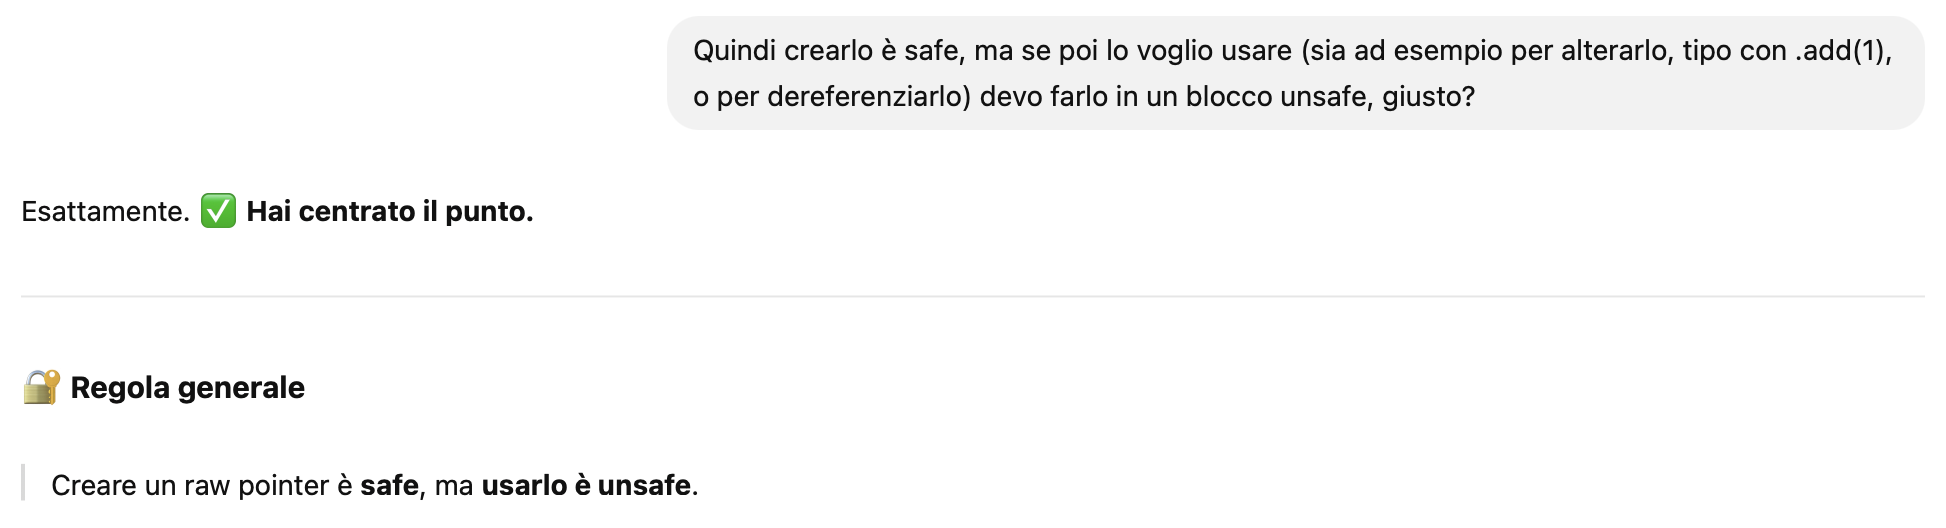 Quindi crearlo è safe, ma se poi lo voglio usare (sia ad esempio per alterarlo, tipo con .add(1),
o per dereferenziarlo) devo farlo in un blocco unsafe, giusto?
Esattamente. ✅ Hai centrato il punto.
🔐 Regola generale
Creare un raw pointer è safe, ma usarlo è unsafe.